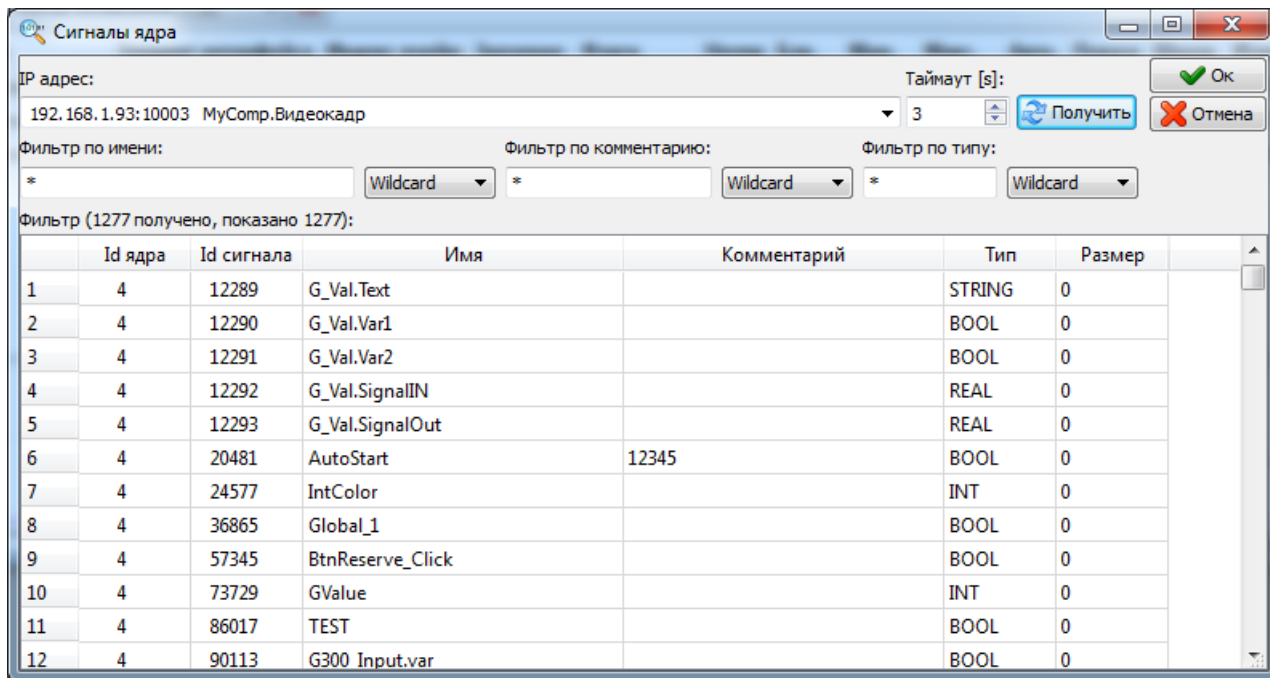 Сигналы ядра
IP адрес: Таймаут [s]: Ок
192.168.1.93:10003 MyComp.Видеокадр 3 Получить Отмена
Фильтр по имени: Фильтр по комментарию: Фильтр по типу:
* Wildcard * Wildcard * Wildcard
Фильтр (1277 получено, показано 1277):
Id ядра Id сигнала Имя Комментарий Тип Размер
1 4 12289 G_Val.Text STRING 0
2 4 12290 G_Val.Var1 BOOL 0
3 4 12291 G_Val.Var2 BOOL 0
4 4 12292 G_Val.SignalIN REAL 0
5 4 12293 G_Val.SignalOut REAL 0
6 4 20481 AutoStart 12345 BOOL 0
7 4 24577 IntColor INT 0
8 4 36865 Global_1 BOOL 0
9 4 57345 BtnReserve_Click BOOL 0
10 4 73729 GValue INT 0
11 4 86017 TEST BOOL 0
12 4 90113 G300_Input.var BOOL 0